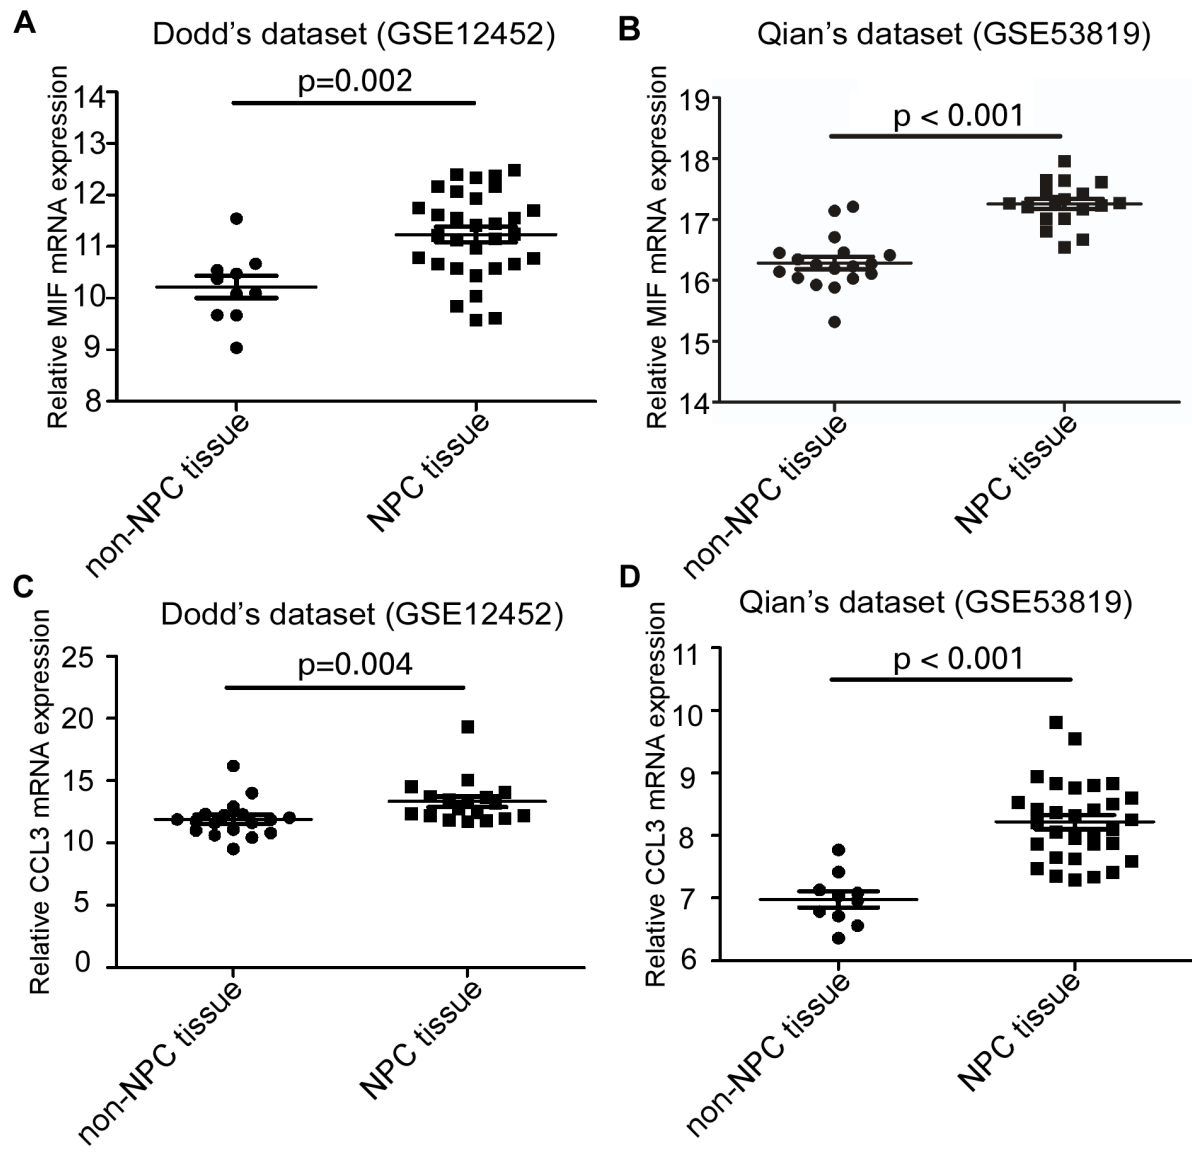 A
Dodd’s dataset (GSE12452)
p=0.002
Relative MIF mRNA expression
14
13
12
11
10
9
8
non-NPC tissue
NPC tissue
B
Qian’s dataset (GSE53819)
p < 0.001
Relative MIF mRNA expression
19
18
17
16
15
14
non-NPC tissue
NPC tissue
C
Dodd’s dataset (GSE12452)
p=0.004
Relative CCL3 mRNA expression
25
20
15
10
5
0
non-NPC tissue
NPC tissue
D
Qian’s dataset (GSE53819)
p < 0.001
Relative CCL3 mRNA expression
11
10
9
8
7
6
non-NPC tissue
NPC tissue